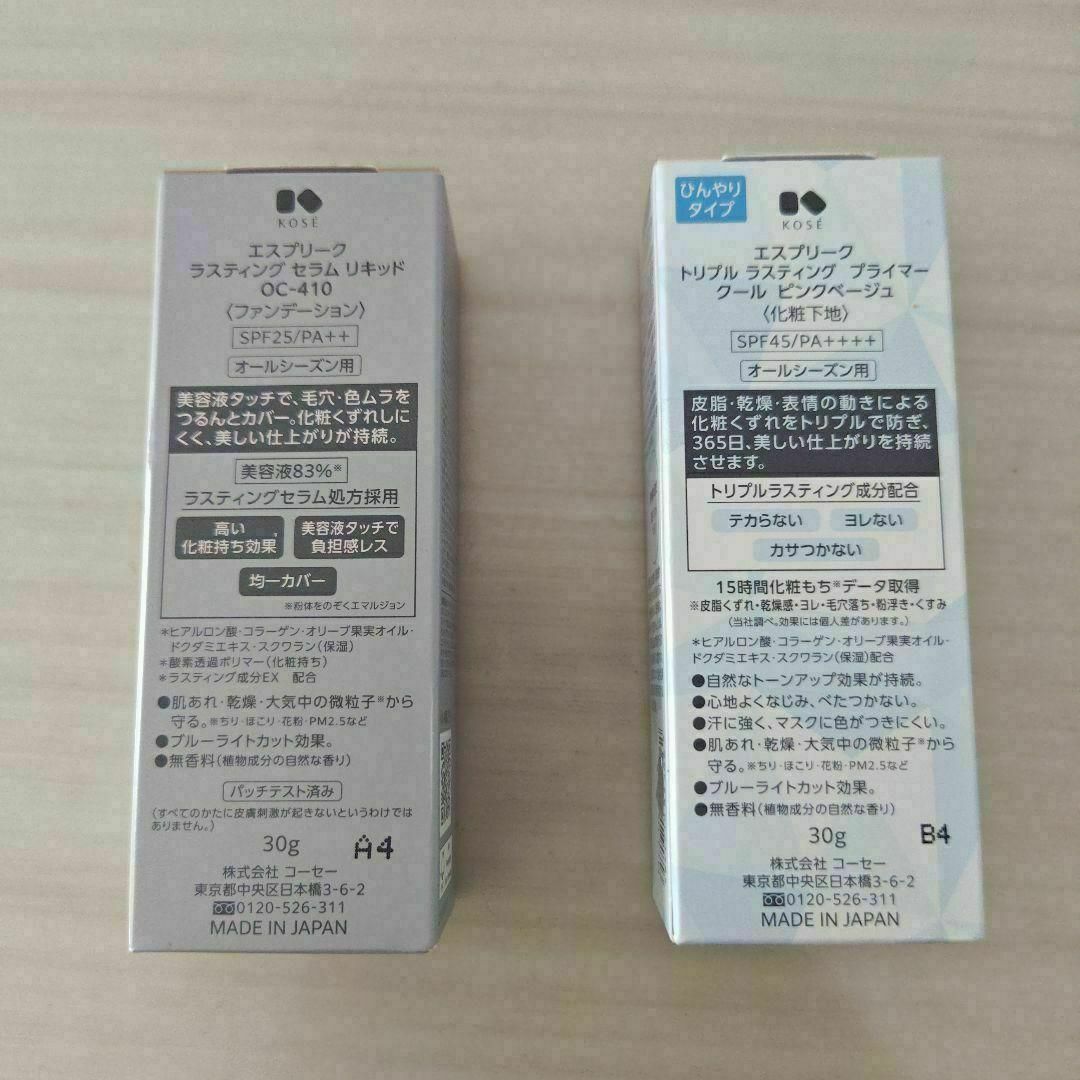 KOSÉ
エスプリーク
ラスティング セラム リキッド
OC-410
〈ファンデーション〉
SPF25/PA++
オールシーズン用
美容液タッチで、毛穴・色ムラを
つるんとカバー。化粧くずれしに
くく、美しい仕上がりが持続。
美容液83%※
ラスティングセラム処方採用
高い
化粧持ち効果
美容液タッチで
負担感レス
均一カバー
※粉体をのぞくエマルジョン
*ヒアルロン酸・コラーゲン・オリーブ果実オイル・
ドクダミエキス・スクワラン(保湿)
*酸素透過ポリマー(化粧持ち)
*ラスティング成分EX 配合
●肌あれ・乾燥・大気中の微粒子※から
守る。※ちり・ほこり・花粉・PM2.5など
●ブルーライトカット効果。
●無香料(植物成分の自然な香り)
パッチテスト済み
(すべてのかたに皮膚刺激が起きないというわけでは
ありません。)
30g
A4
株式会社 コーセー
東京都中央区日本橋3-6-2
0120-526-311
MADE IN JAPAN
ひんやり
タイプ
KOSÉ
エスプリーク
トリプル ラスティング プライマー
クール ピンクベージュ
〈化粧下地〉
SPF45/PA++++
オールシーズン用
皮脂・乾燥・表情の動きによる
化粧くずれをトリプルで防ぎ、
365日、美しい仕上がりを持続
させます。
トリプルラスティング成分配合
テカらない
ヨレない
カサつかない
15時間化粧もち※データ取得
※皮脂くずれ・乾燥感・ヨレ・毛穴落ち・粉浮き・くすみ
(当社調べ。効果には個人差があります。)
*ヒアルロン酸・コラーゲン・オリーブ果実オイル・
ドクダミエキス・スクワラン(保湿)配合
●自然なトーンアップ効果が持続。
●心地よくなじみ、べたつかない。
●汗に強く、マスクに色がつきにくい。
●肌あれ・乾燥・大気中の微粒子※から
守る。※ちり・ほこり・花粉・PM2.5など
●ブルーライトカット効果。
●無香料(植物成分の自然な香り)
30g
B4
株式会社 コーセー
東京都中央区日本橋3-6-2
0120-526-311
MADE IN JAPAN